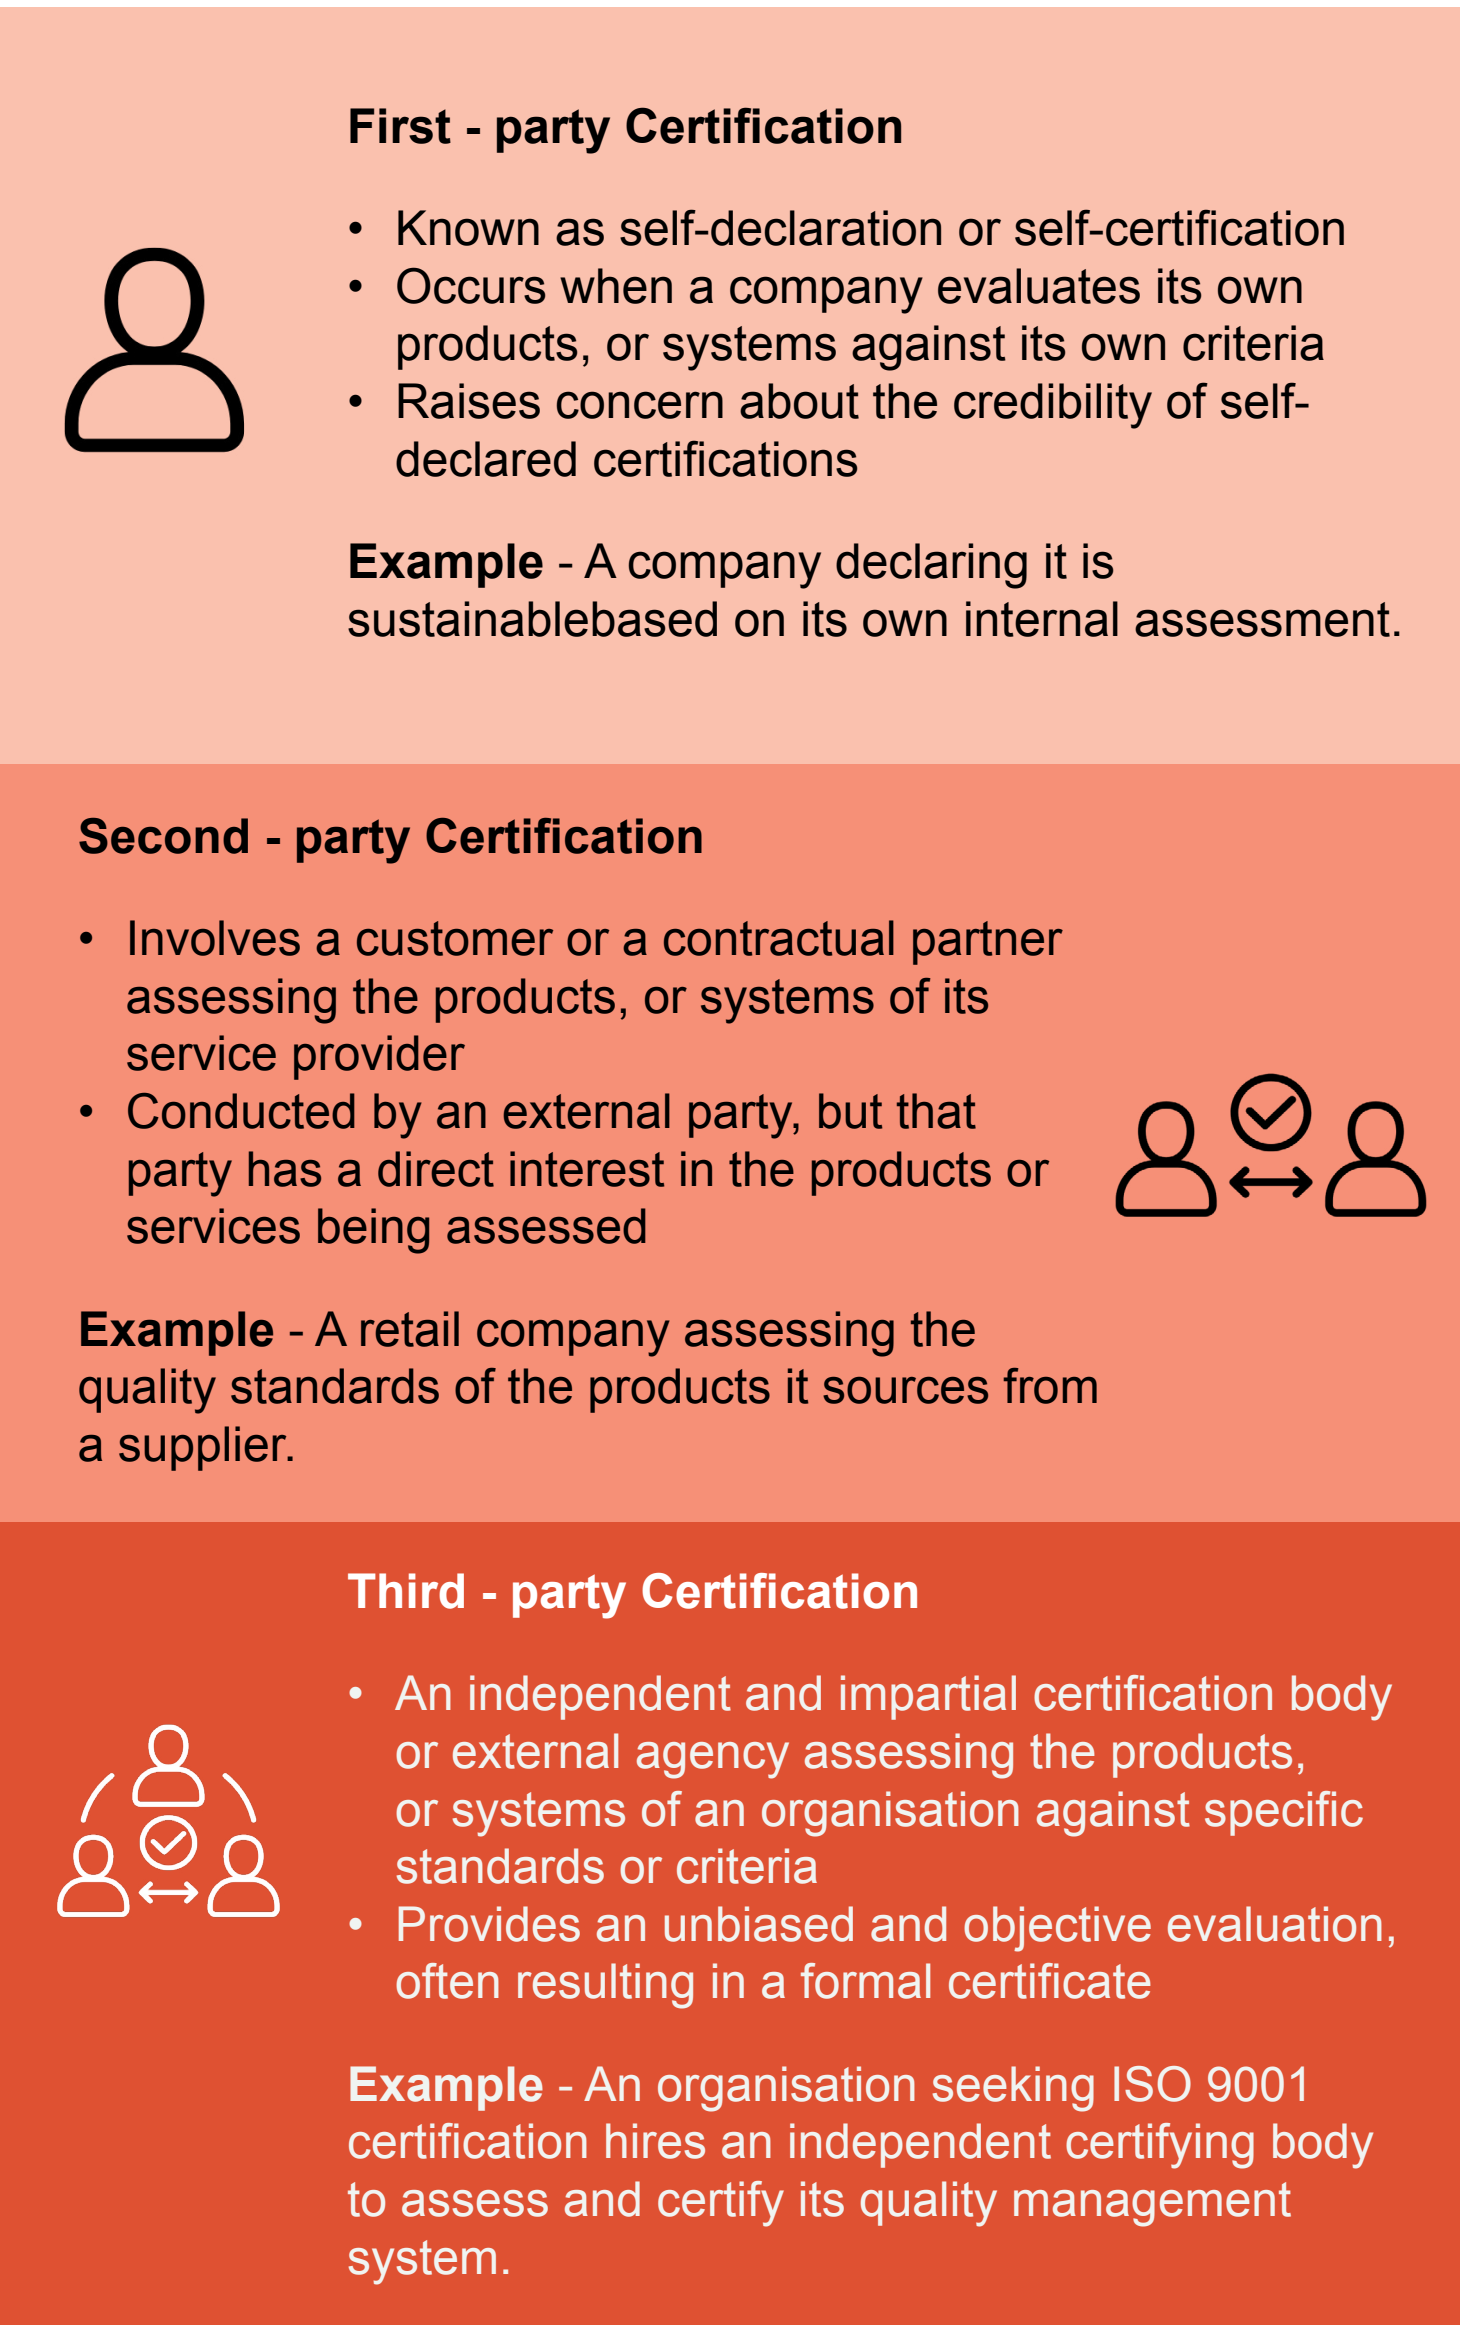 First - party Certification
• Known as self-declaration or self-certification
• Occurs when a company evaluates its own
products, or systems against its own criteria
• Raises concern about the credibility of self-
declared certifications
Example - A company declaring it is
sustainablebased on its own internal assessment.
Second - party Certification
• Involves a customer or a contractual partner
assessing the products, or systems of its
service provider
• Conducted by an external party, but that
party has a direct interest in the products or
services being assessed
Example - A retail company assessing the
quality standards of the products it sources from
a supplier.
Third - party Certification
• An independent and impartial certification body
or external agency assessing the products,
or systems of an organisation against specific
standards or criteria
• Provides an unbiased and objective evaluation,
often resulting in a formal certificate
Example - An organisation seeking ISO 9001
certification hires an independent certifying body
to assess and certify its quality management
system.